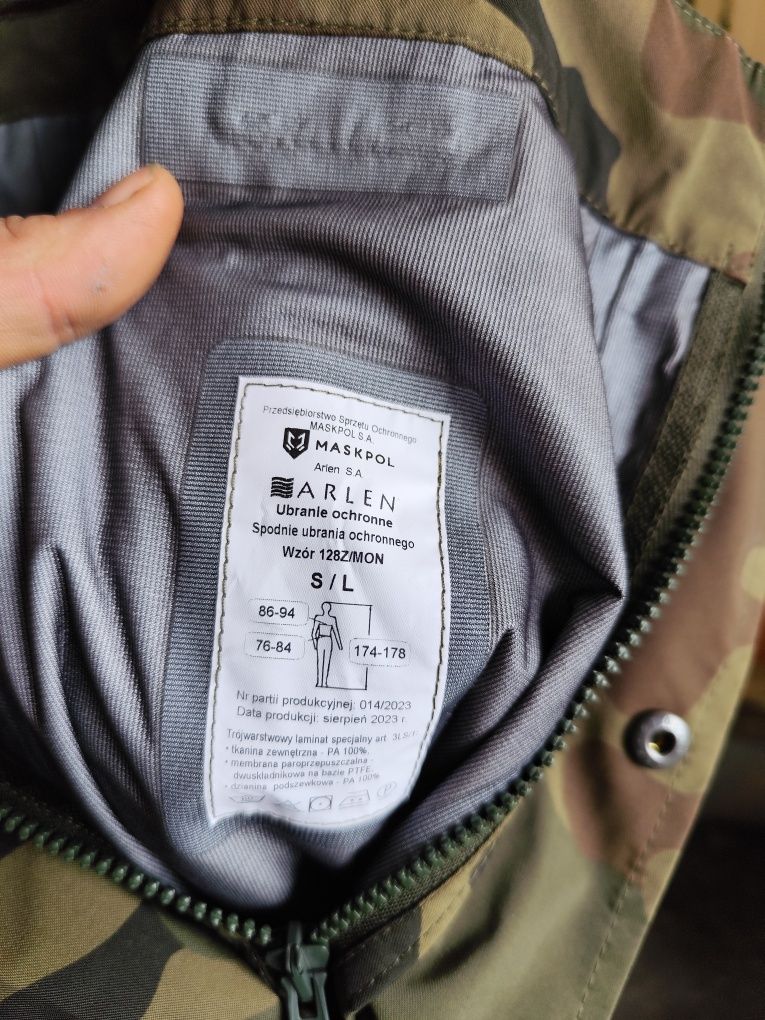 Przedsiębiorstwo Sprzętu Ochronnego
MASKPOL S.A.
MASKPOL
Arlen S.A.
ARLEN
Ubranie ochronne
Spodnie ubrania ochronnego
Wzór 128Z/MON
S / L
86-94
76-84
174-178
Nr partii produkcyjnej: 014/2023
Data produkcji: sierpień 2023 r.
Trójwarstwowy laminat specjalny art. 3LS/
• tkanina zewnętrzna - PA 100%.
• membrana paroprzepuszczalna -
dwuskładnikowa na bazie PTFE.
• dzianina podszewkowa - PA 100%
P